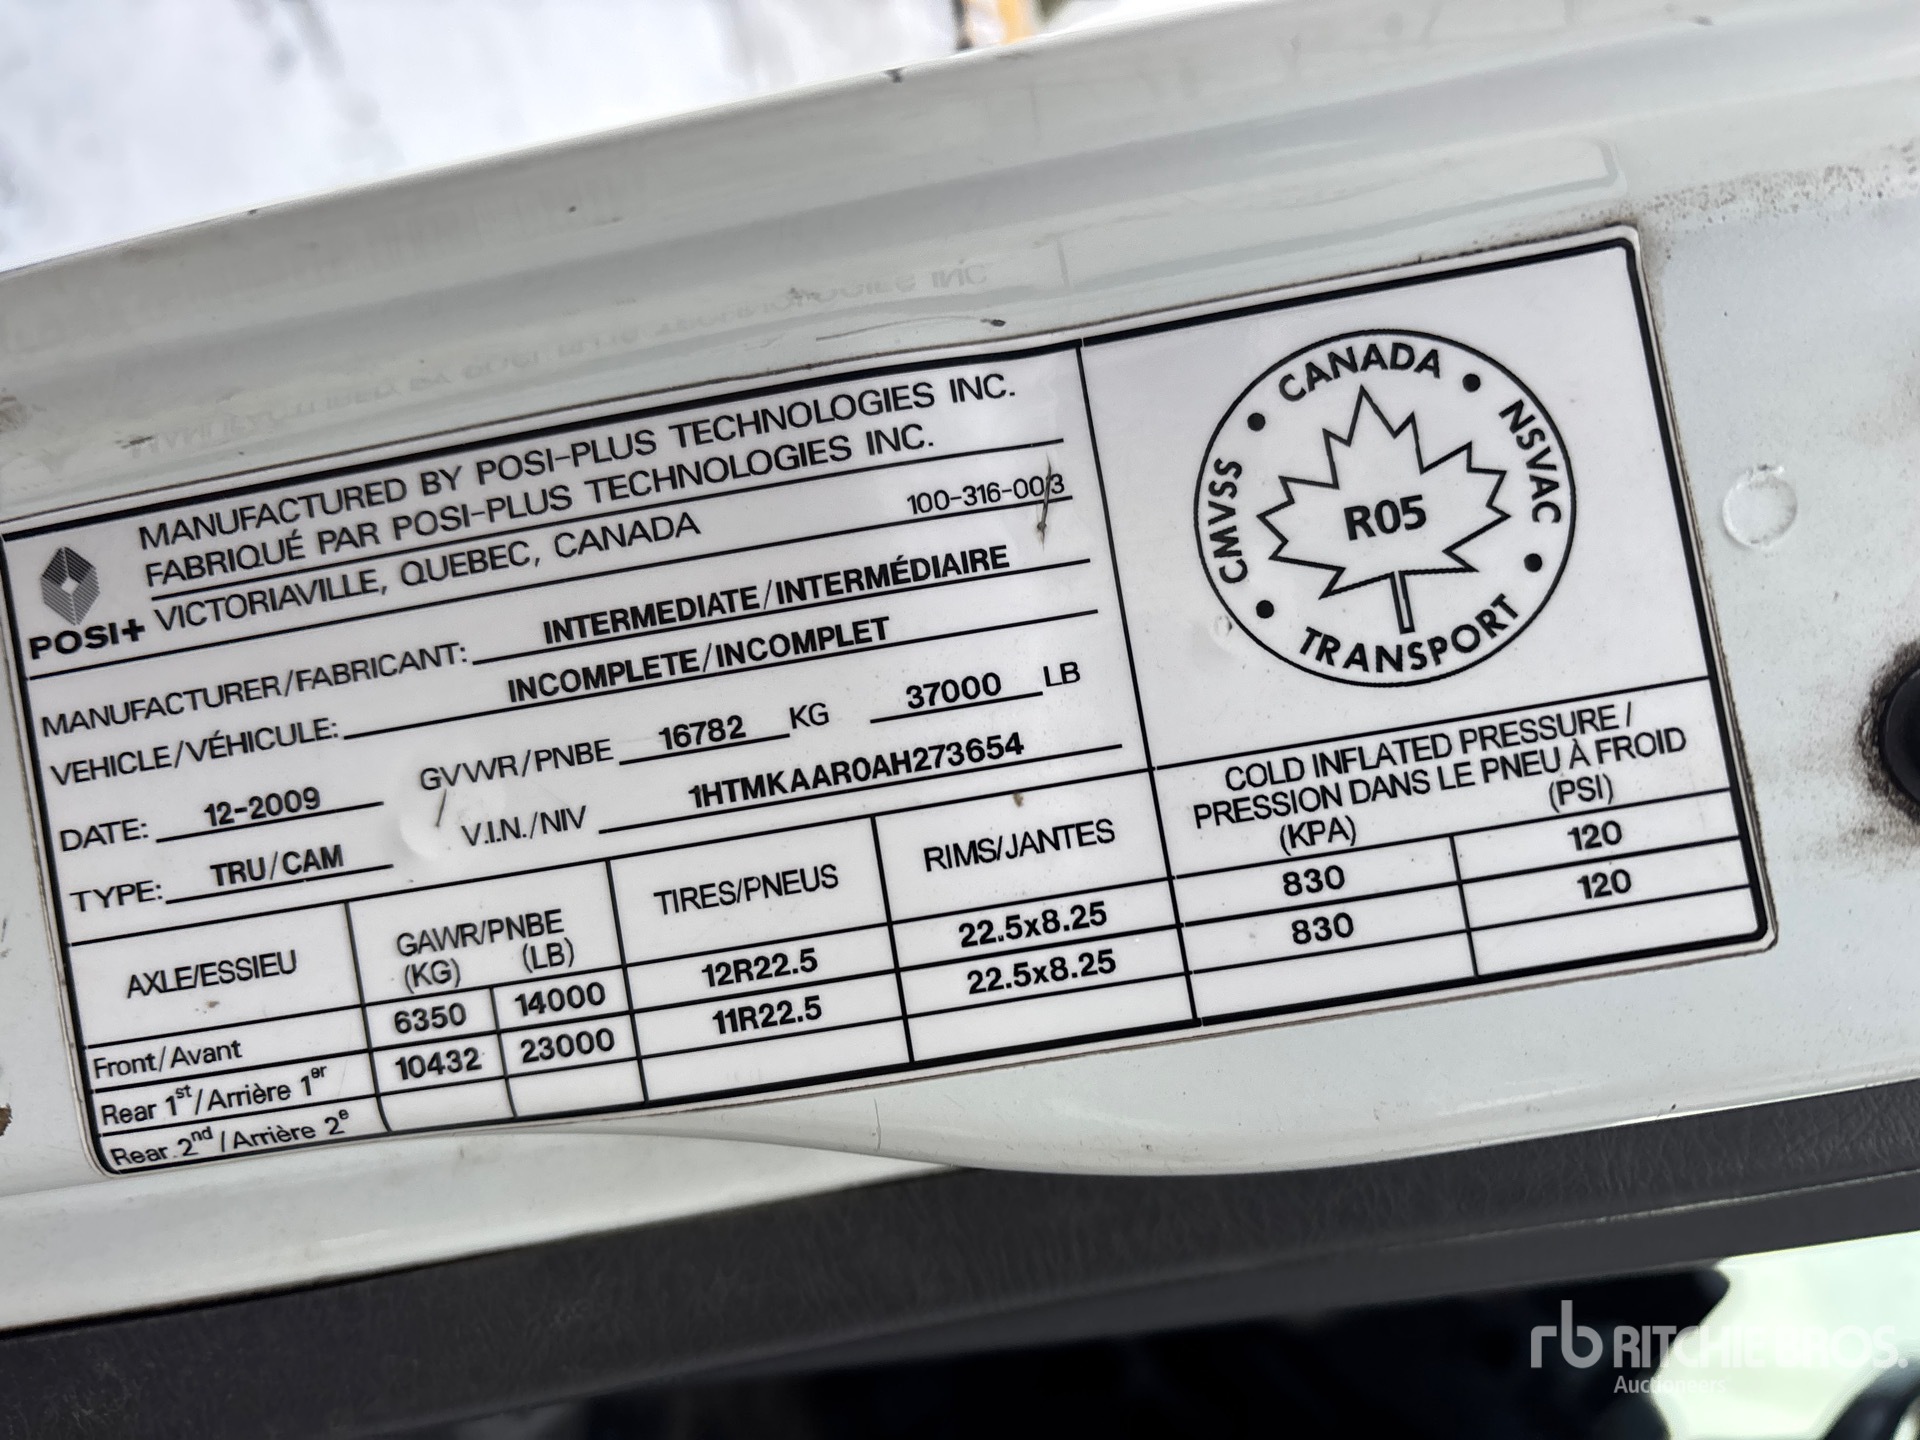 MANUFACTURED BY POSI-PLUS TECHNOLOGIES INC.
FABRIQUÉ PAR POSI-PLUS TECHNOLOGIES INC.
POSI+ VICTORIAVILLE, QUEBEC, CANADA 100-316-003
MANUFACTURER/FABRICANT: INTERMEDIATE/INTERMÉDIAIRE
VEHICLE/VÉHICULE: INCOMPLETE/INCOMPLET
DATE: 12-2009 GVWR/PNBE 16782 KG 37000 LB
TYPE: TRU/CAM V.I.N./NIV 1HTMKAAR0AH273654
CANADA
CMVSS NSVAC
R05
TRANSPORT
AXLE/ESSIEU GAWR/PNBE TIRES/PNEUS RIMS/JANTES COLD INFLATED PRESSURE /
PRESSION DANS LE PNEU À FROID
(KG) (LB) (KPA) (PSI)
Front/Avant 6350 14000 12R22.5 22.5x8.25 830 120
Rear 1st/Arrière 1er 10432 23000 11R22.5 22.5x8.25 830 120
Rear 2nd/Arrière 2e
rb RITCHIE BROS.
Auctioneers